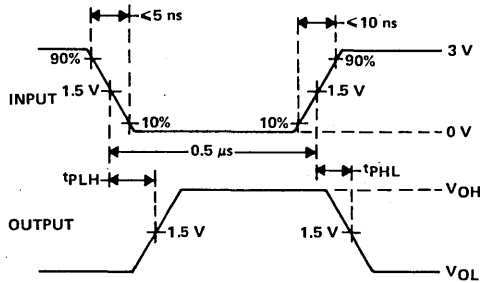 ≤5 ns
≤10 ns
3 V
90%
90%
INPUT
1.5 V
1.5 V
10%
10%
0 V
0.5 μs
tPLH
tPHL
VOH
OUTPUT
1.5 V
1.5 V
VOL